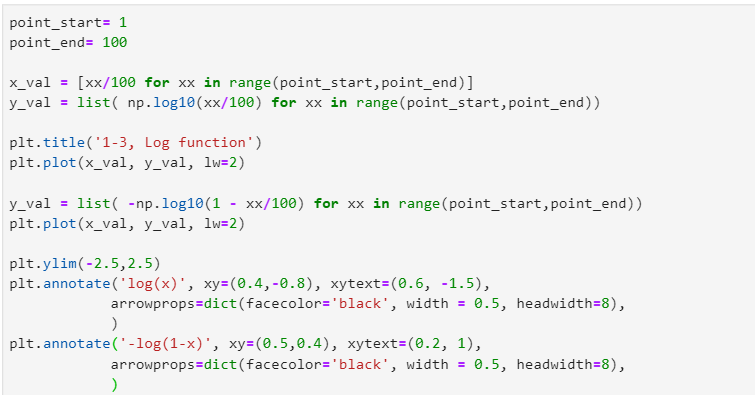 point_start= 1
point_end= 100
x_val = [xx/100 for xx in range(point_start,point_end)]
y_val = list( np.log10(xx/100) for xx in range(point_start,point_end))
plt.title('1-3, Log function')
plt.plot(x_val, y_val, lw=2)
y_val = list( -np.log10(1 - xx/100) for xx in range(point_start,point_end))
plt.plot(x_val, y_val, lw=2)
plt.ylim(-2.5,2.5)
plt.annotate('log(x)', xy=(0.4,-0.8), xytext=(0.6, -1.5),
            arrowprops=dict(facecolor='black', width = 0.5, headwidth=8),
            )
plt.annotate('-log(1-x)', xy=(0.5,0.4), xytext=(0.2, 1),
            arrowprops=dict(facecolor='black', width = 0.5, headwidth=8),
            )